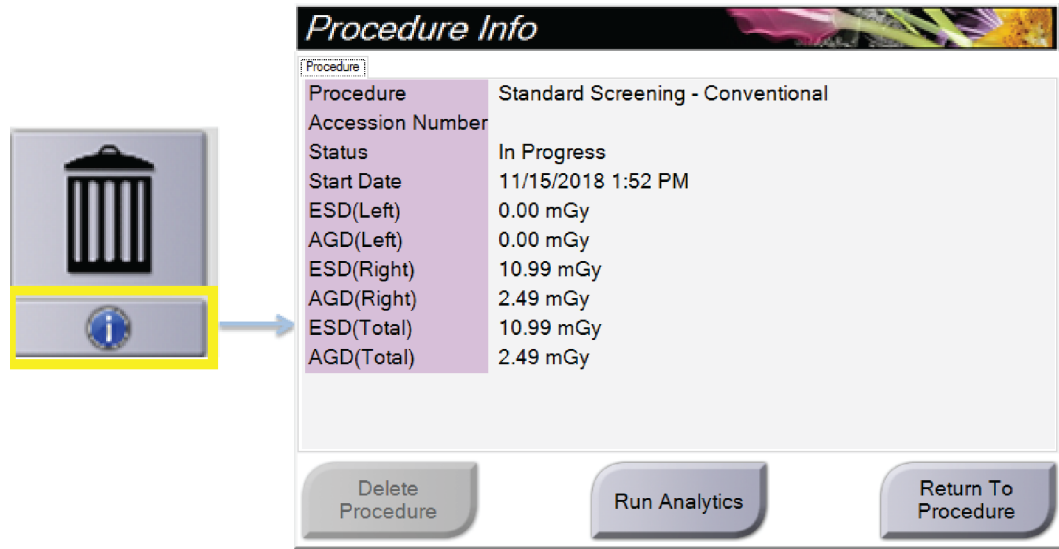 Procedure Info
Procedure
Procedure Standard Screening - Conventional
Accession Number
Status In Progress
Start Date 11/15/2018 1:52 PM
ESD(Left) 0.00 mGy
AGD(Left) 0.00 mGy
ESD(Right) 10.99 mGy
AGD(Right) 2.49 mGy
ESD(Total) 10.99 mGy
AGD(Total) 2.49 mGy
Delete
Procedure
Run Analytics
Return To
Procedure